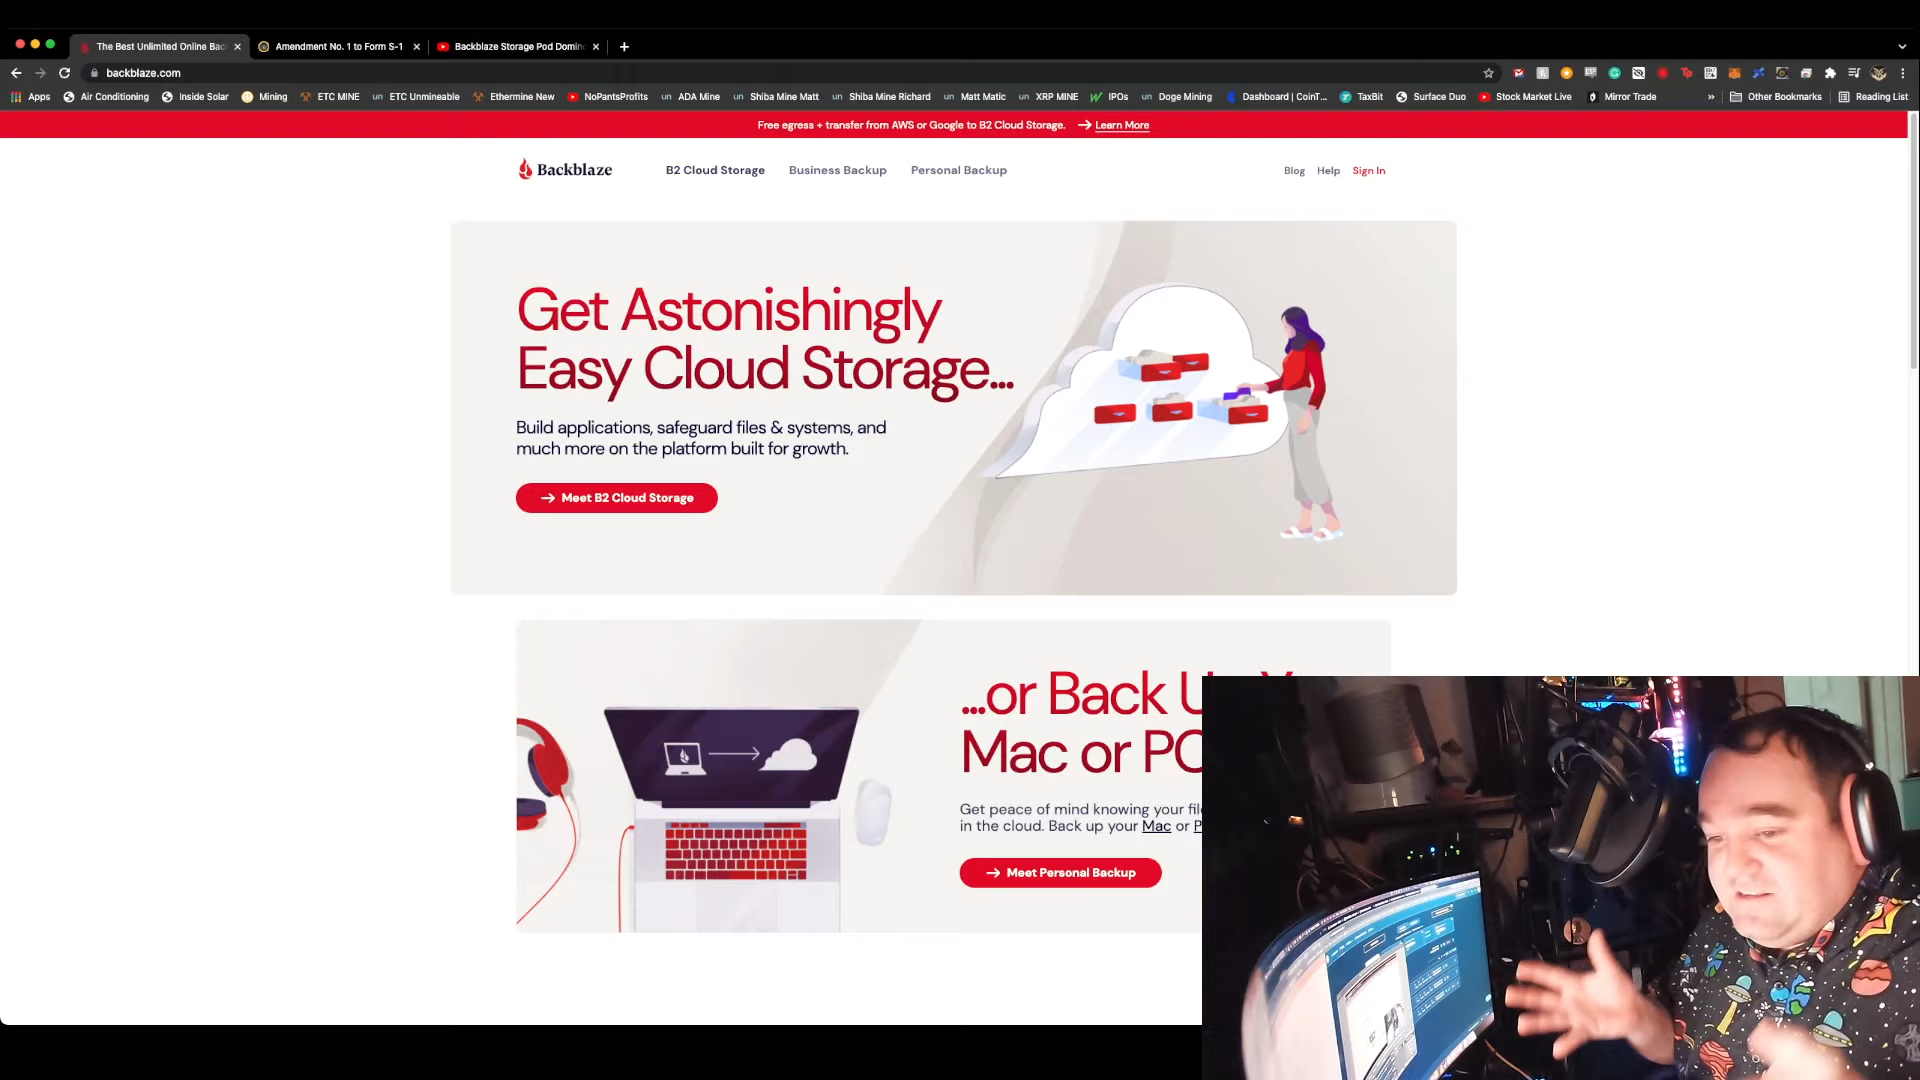 The Best Unlimited Online Bac
Amendment No. 1 to Form S-1
Backblaze Storage Pod Domin
backblaze.com
Apps
Air Conditioning
Inside Solar
Mining
ETC MINE
ETC Unmineable
Ethermine New
NoPantsProfits
ADA Mine
Shiba Mine Matt
Shiba Mine Richard
Matt Matic
XRP MINE
IPOs
Doge Mining
Dashboard | CoinT...
TaxBit
Surface Duo
Stock Market Live
Mirror Trade
»
Other Bookmarks
Reading List
Free egress + transfer from AWS or Google to B2 Cloud Storage. → Learn More
Backblaze
B2 Cloud Storage
Business Backup
Personal Backup
Blog
Help
Sign In
Get Astonishingly
Easy Cloud Storage...
Build applications, safeguard files & systems, and
much more on the platform built for growth.
→ Meet B2 Cloud Storage
...or Back U
Mac or PC
Get peace of mind knowing your file
in the cloud. Back up your Mac or P
→ Meet Personal Backup